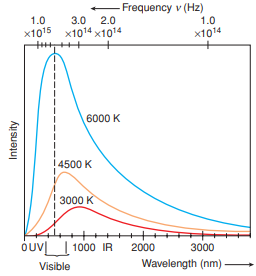 ← Frequency ν (Hz)
1.0 3.0 2.0 1.0
×10¹⁵ ×10¹⁴ ×10¹⁴ ×10¹⁴
Intensity
6000 K
4500 K
3000 K
0 UV 1000 IR 2000 3000
Visible Wavelength (nm) →